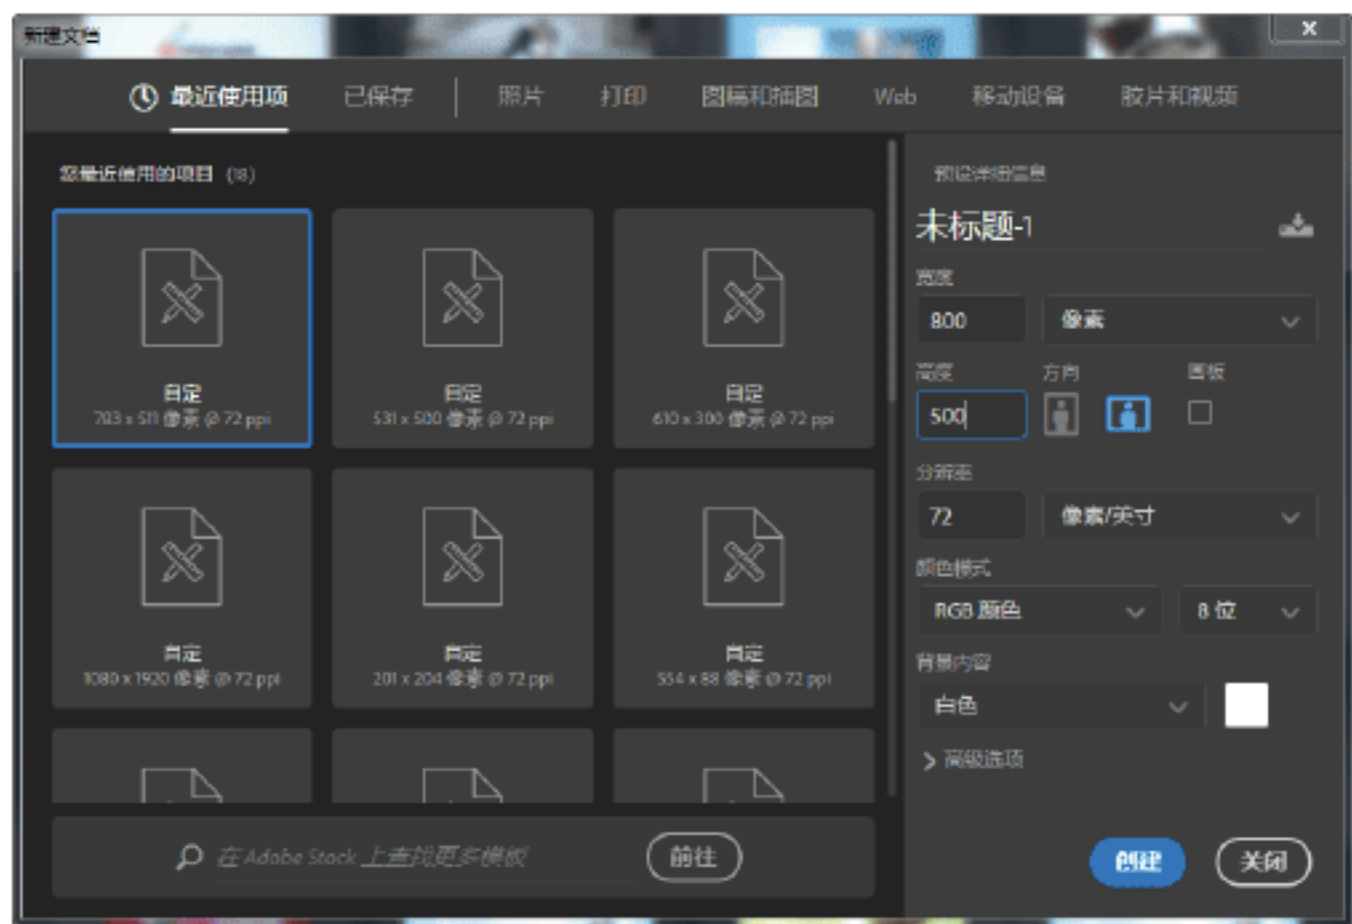 新建文档
最近使用项 已保存 照片 打印 图稿和插图 Web 移动设备 胶片和视频
您最近使用的项目 (18)
自定
783 x 511 像素 @ 72 ppi
自定
531 x 500 像素 @ 72 ppi
自定
610 x 300 像素 @ 72 ppi
自定
1080 x 1920 像素 @ 72 ppi
自定
201 x 204 像素 @ 72 ppi
自定
554 x 88 像素 @ 72 ppi
在 Adobe Stock 上查找更多模板
前往
预设详细信息
未标题-1
宽度
800 像素
高度 方向 画板
500
分辨率
72 像素/英寸
颜色模式
RGB 颜色 8 位
背景内容
白色
高级选项
创建 关闭